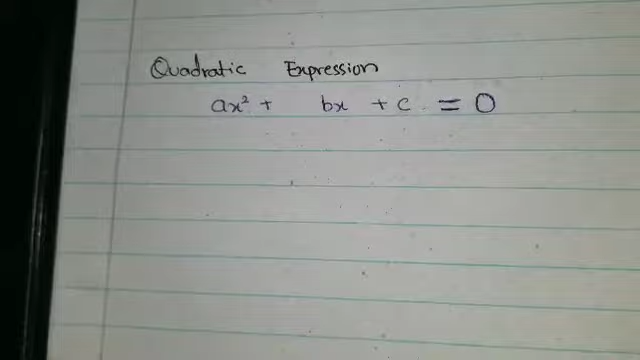 Quadratic Expression
ax² + bx + c = 0